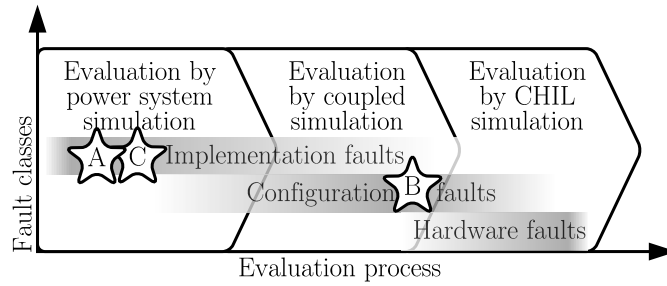 Fault classes
Evaluation by
power system
simulation
Evaluation
by coupled
simulation
Evaluation
by CHIL
simulation
A
C
Implementation faults
Configuration
B
faults
Hardware faults
Evaluation process